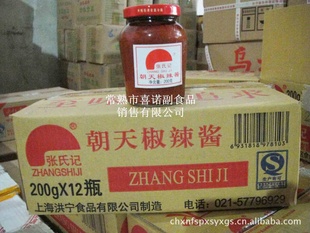 张氏记
朝天椒辣酱
常熟市喜诺副食品
销售有限公司
张氏记
ZHANGSHIJI
朝天椒辣酱
ZHANG SHI JI
200gX12瓶
电话:021-57796929
上海洪宁食品有限公司制造
6931816978103
chxnfspxsyxgs.cn.alibaba.com